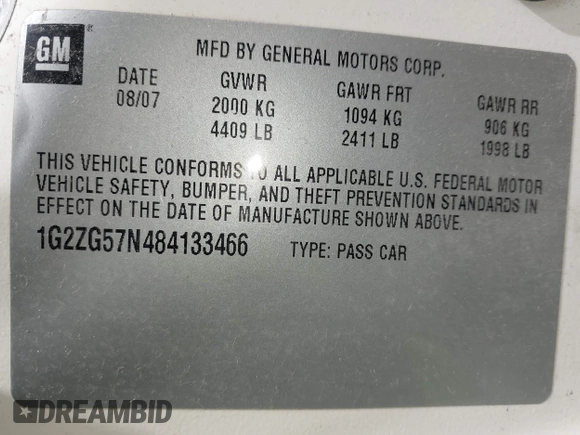 GM
MFD BY GENERAL MOTORS CORP.
DATE GVWR GAWR FRT GAWR RR
08/07 2000 KG 1094 KG 906 KG
4409 LB 2411 LB 1998 LB
THIS VEHICLE CONFORMS TO ALL APPLICABLE U.S. FEDERAL MOTOR
VEHICLE SAFETY, BUMPER, AND THEFT PREVENTION STANDARDS IN
EFFECT ON THE DATE OF MANUFACTURE SHOWN ABOVE.
1G2ZG57N484133466 TYPE: PASS CAR
DREAMBID